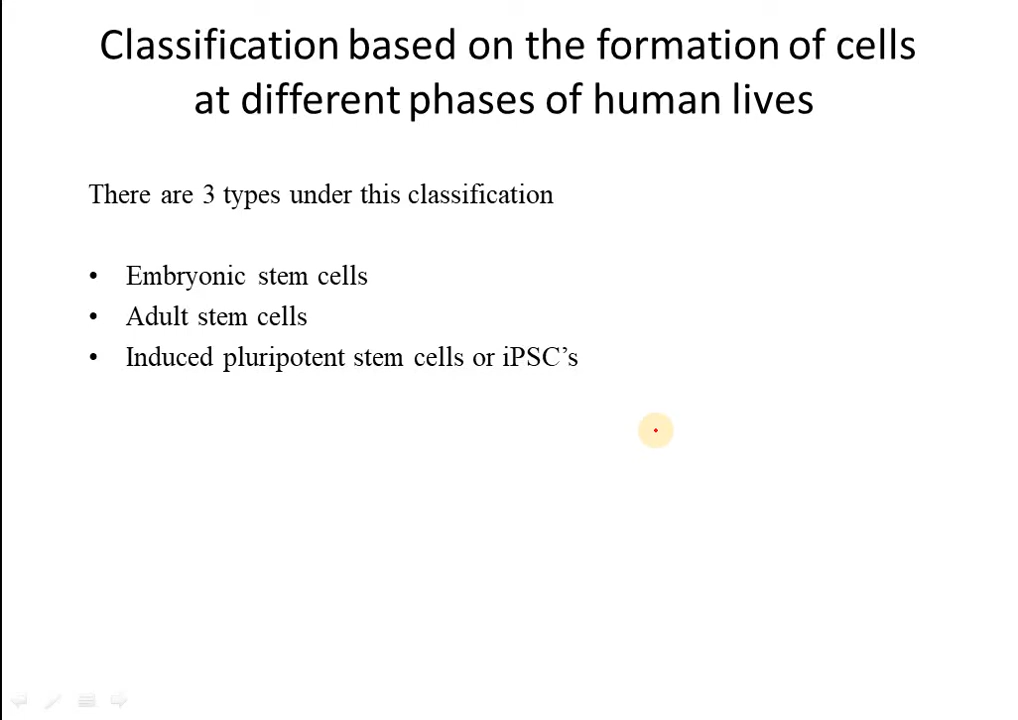 Classification based on the formation of cells
at different phases of human lives
There are 3 types under this classification
• Embryonic stem cells
• Adult stem cells
• Induced pluripotent stem cells or iPSC’s